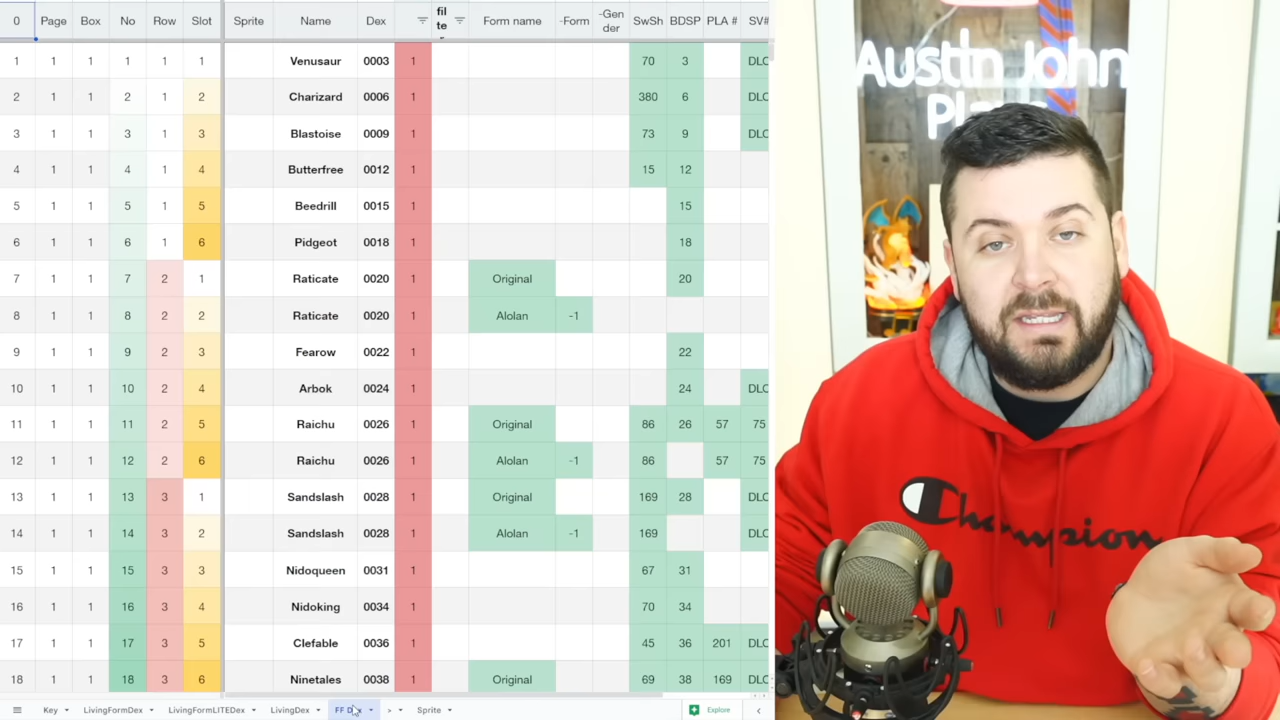 0 Page Box No Row Slot Sprite Name Dex fil te r Form name -Form -Gen der SwSh BDSP PLA # SV#
1 1 1 1 1 1 Venusaur 0003 1 70 3 DLC
2 1 1 2 1 2 Charizard 0006 1 380 6
3 1 1 3 1 3 Blastoise 0009 1 73 9 DLC
4 1 1 4 1 4 Butterfree 0012 1 15 12
5 1 1 5 1 5 Beedrill 0015 1 15
6 1 1 6 1 6 Pidgeot 0018 1 18
7 1 1 7 2 1 Raticate 0020 1 Original 20
8 1 1 8 2 2 Raticate 0020 1 Alolan -1
9 1 1 9 2 3 Fearow 0022 1 22
10 1 1 10 2 4 Arbok 0024 1 24 DLC
11 1 1 11 2 5 Raichu 0026 1 Original 86 26 57 75
12 1 1 12 2 6 Raichu 0026 1 Alolan -1 86 57 75
13 1 1 13 3 1 Sandslash 0028 1 Original 169 28 DLC
14 1 1 14 3 2 Sandslash 0028 1 Alolan -1 169 DLC
15 1 1 15 3 3 Nidoqueen 0031 1 67 31
16 1 1 16 3 4 Nidoking 0034 1 70 34
17 1 1 17 3 5 Clefable 0036 1 45 36 201 DLC
18 1 1 18 3 6 Ninetales 0038 1 Original 69 38 169 DLC
Key LivingFormDex LivingFormLITEDex LivingDex FF Dex > Sprite Explore
Austin John
Plays
Champion